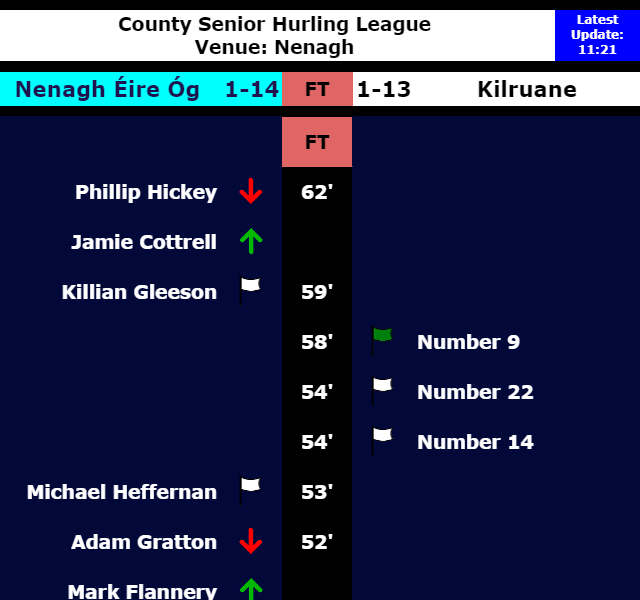 County Senior Hurling League
Venue: Nenagh
Latest
Update:
11:21
Nenagh Éire Óg 1-14 FT 1-13 Kilruane
FT
Phillip Hickey 62'
Jamie Cottrell
Killian Gleeson 59'
58' Number 9
54' Number 22
54' Number 14
Michael Heffernan 53'
Adam Gratton 52'
Mark Flannery